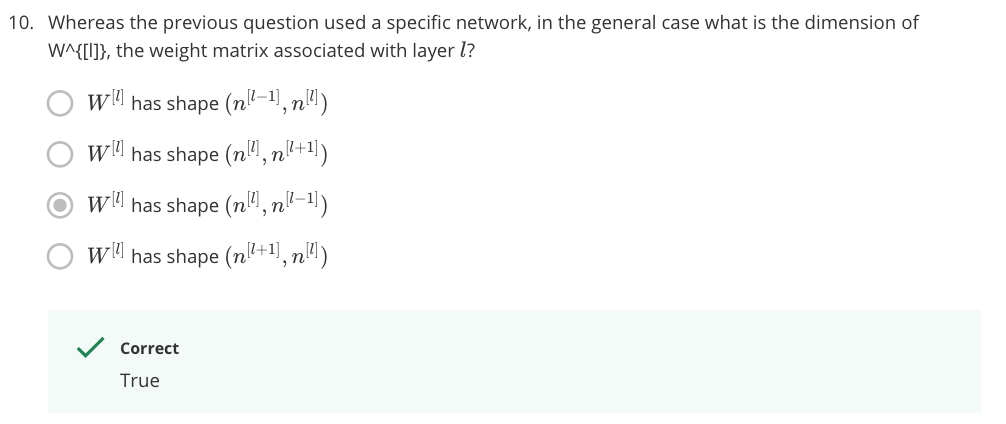 10. Whereas the previous question used a specific network, in the general case what is the dimension of
W^{[l]}, the weight matrix associated with layer l?
W^{[l]} has shape (n^{[l−1]}, n^{[l]})
W^{[l]} has shape (n^{[l]}, n^{[l+1]})
W^{[l]} has shape (n^{[l]}, n^{[l−1]})
W^{[l]} has shape (n^{[l+1]}, n^{[l]})
Correct
True